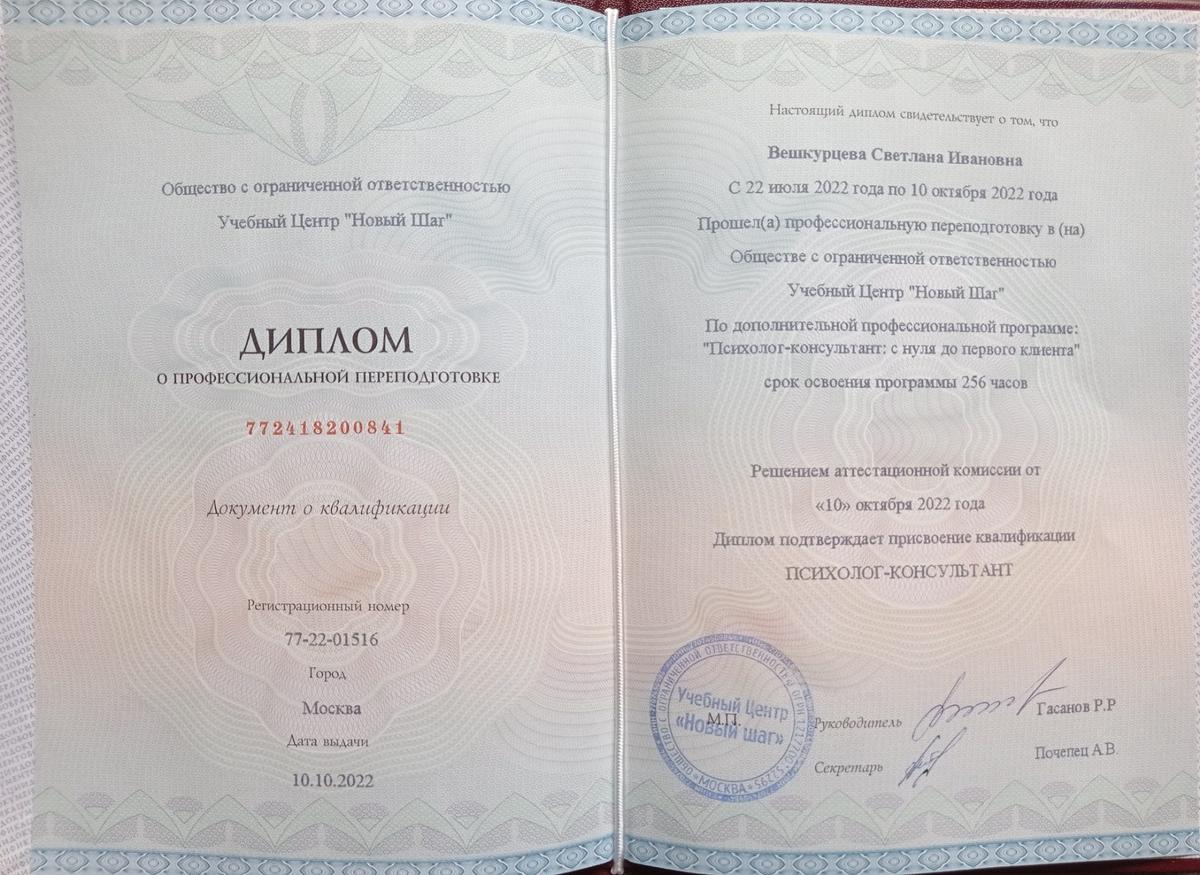 Общество с ограниченной ответственностью
Учебный Центр "Новый Шаг"
ДИПЛОМ
О ПРОФЕССИОНАЛЬНОЙ ПЕРЕПОДГОТОВКЕ
772418200841
Документ о квалификации
Регистрационный номер
77-22-01516
Город
Москва
Дата выдачи
10.10.2022
Настоящий диплом свидетельствует о том, что
Вешкурцева Светлана Ивановна
С 22 июля 2022 года по 10 октября 2022 года
Прошел(а) профессиональную переподготовку в (на)
Обществе с ограниченной ответственностью
Учебный Центр "Новый Шаг"
По дополнительной профессиональной программе:
"Психолог-консультант: с нуля до первого клиента"
срок освоения программы 256 часов
Решением аттестационной комиссии от
«10» октября 2022 года
Диплом подтверждает присвоение квалификации
ПСИХОЛОГ-КОНСУЛЬТАНТ
ОБЩЕСТВО С ОГРАНИЧЕННОЙ ОТВЕТСТВЕННОСТЬЮ
МОСКВА
Учебный Центр
М.П.
«Новый шаг»
Руководитель
Гасанов Р.Р
Секретарь
Почепец А.В.